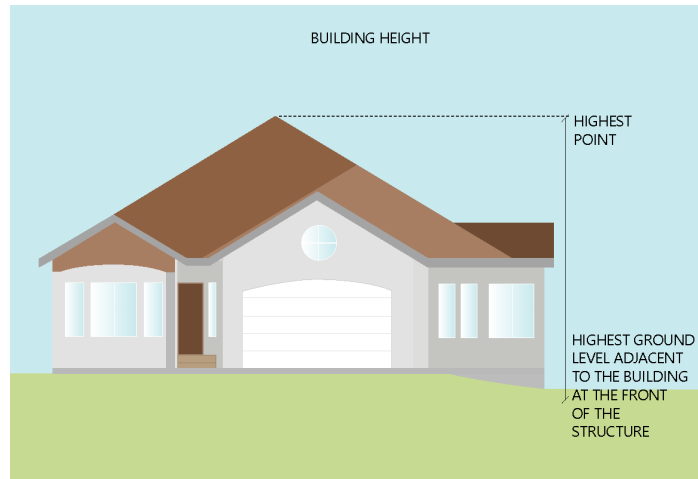 BUILDING HEIGHT
HIGHEST
POINT
HIGHEST GROUND
LEVEL ADJACENT
TO THE BUILDING
AT THE FRONT
OF THE
STRUCTURE